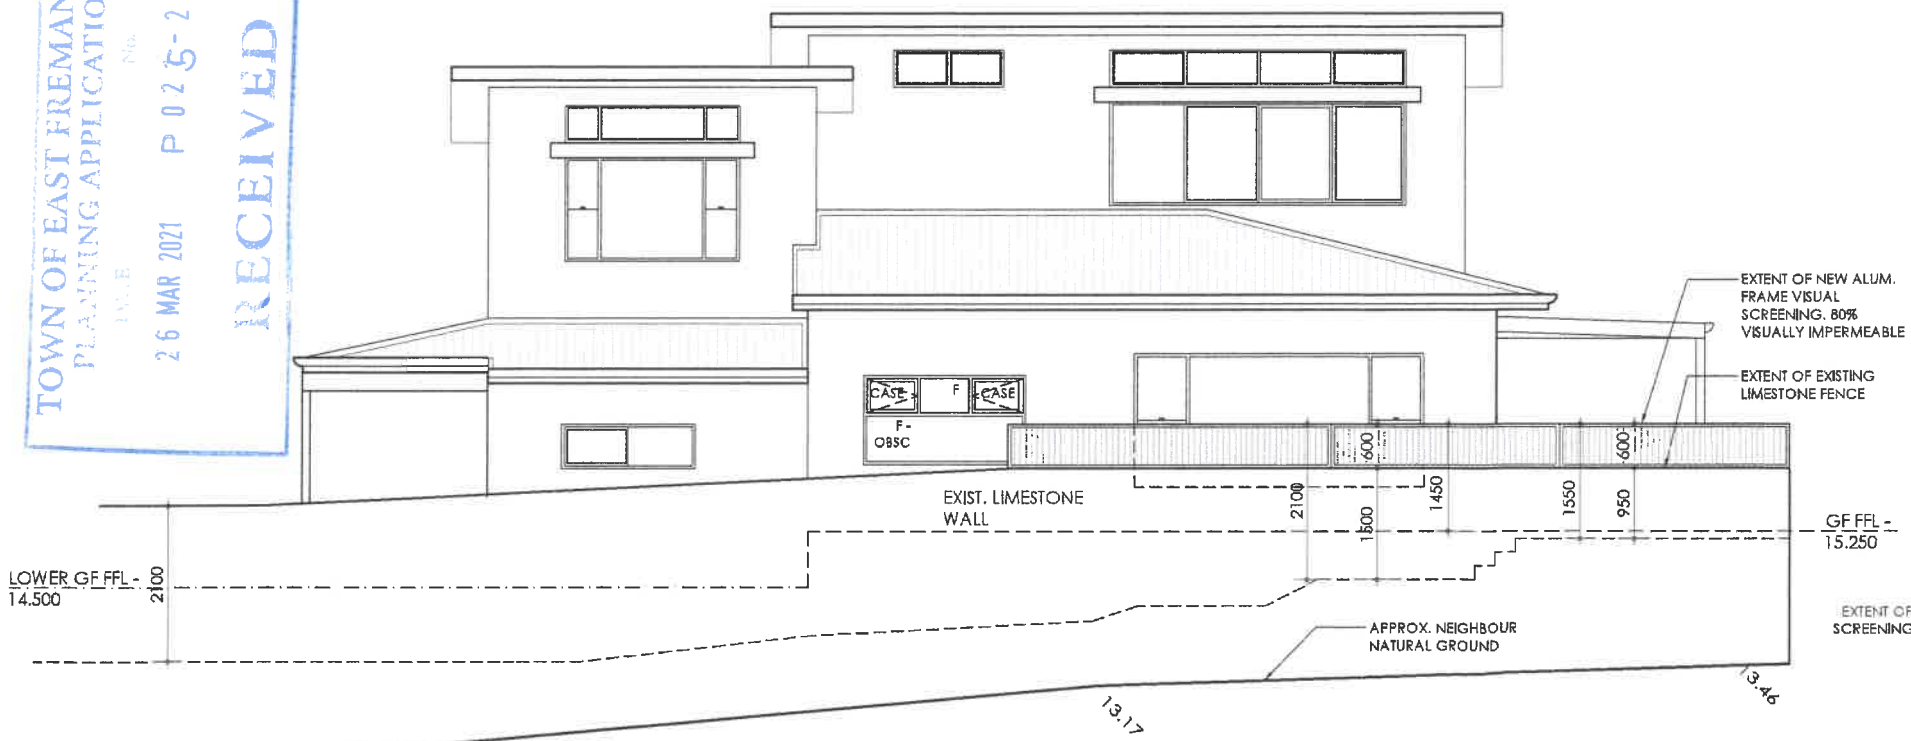 TOWN OF EAST FREMAN
PLANNING APPLICATIO
No.
DATE
26 MAR 2021 P025-2
RECEIVED
EXTENT OF NEW ALUM.
FRAME VISUAL
SCREENING. 80%
VISUALLY IMPERMEABLE
EXTENT OF EXISTING
LIMESTONE FENCE
CASE
F
CASE
F -
OBSC
600
600
2100
1500
1450
1550
950
EXIST. LIMESTONE
WALL
GF FFL -
15.250
LOWER GF FFL -
14.500
2100
EXTENT OF
SCREENING
APPROX. NEIGHBOUR
NATURAL GROUND
13.17
13.46